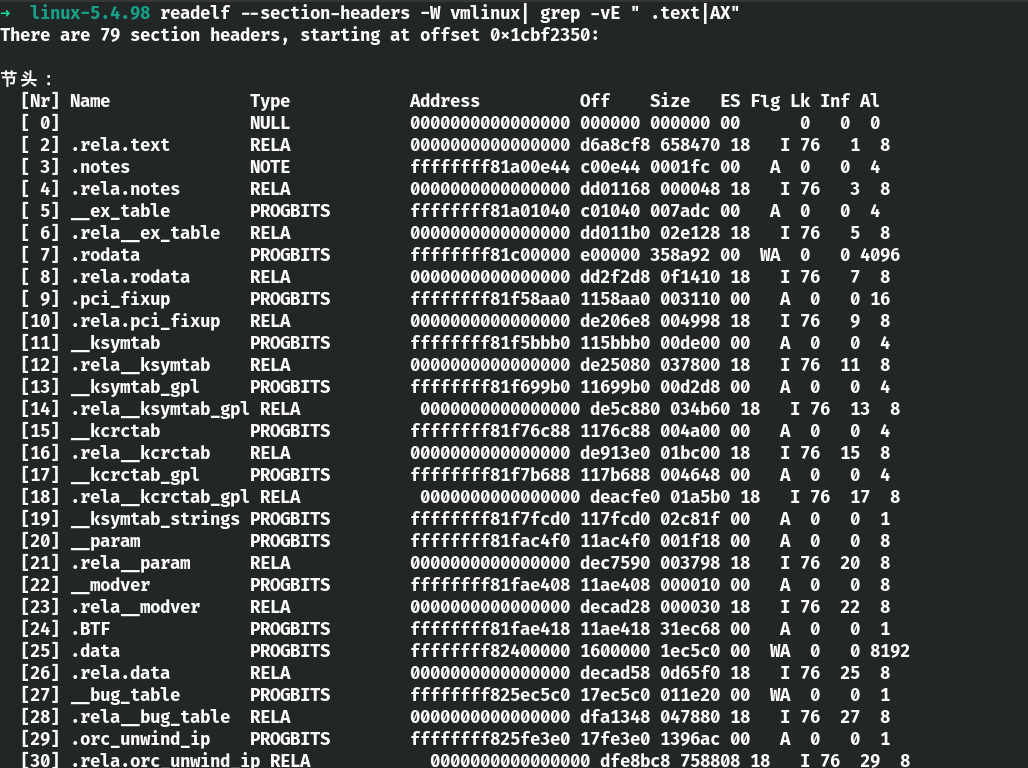 → linux-5.4.98 readelf --section-headers -W vmlinux| grep -vE " .text|AX"
There are 79 section headers, starting at offset 0x1cbf2350:
节头：
[Nr] Name Type Address Off Size ES Flg Lk Inf Al
[ 0] NULL 0000000000000000 000000 000000 00 0 0 0
[ 2] .rela.text RELA 0000000000000000 d6a8cf8 658470 18 I 76 1 8
[ 3] .notes NOTE ffffffff81a00e44 c00e44 0001fc 00 A 0 0 4
[ 4] .rela.notes RELA 0000000000000000 dd01168 000048 18 I 76 3 8
[ 5] __ex_table PROGBITS ffffffff81a01040 c01040 007adc 00 A 0 0 4
[ 6] .rela__ex_table RELA 0000000000000000 dd011b0 02e128 18 I 76 5 8
[ 7] .rodata PROGBITS ffffffff81c00000 e00000 358a92 00 WA 0 0 4096
[ 8] .rela.rodata RELA 0000000000000000 dd2f2d8 0f1410 18 I 76 7 8
[ 9] .pci_fixup PROGBITS ffffffff81f58aa0 1158aa0 003110 00 A 0 0 16
[10] .rela.pci_fixup RELA 0000000000000000 de206e8 004998 18 I 76 9 8
[11] __ksymtab PROGBITS ffffffff81f5bbb0 115bbb0 00de00 00 A 0 0 4
[12] .rela__ksymtab RELA 0000000000000000 de25080 037800 18 I 76 11 8
[13] __ksymtab_gpl PROGBITS ffffffff81f699b0 11699b0 00d2d8 00 A 0 0 4
[14] .rela__ksymtab_gpl RELA 0000000000000000 de5c880 034b60 18 I 76 13 8
[15] __kcrctab PROGBITS ffffffff81f76c88 1176c88 004a00 00 A 0 0 4
[16] .rela__kcrctab RELA 0000000000000000 de913e0 01bc00 18 I 76 15 8
[17] __kcrctab_gpl PROGBITS ffffffff81f7b688 117b688 004648 00 A 0 0 4
[18] .rela__kcrctab_gpl RELA 0000000000000000 deacfe0 01a5b0 18 I 76 17 8
[19] __ksymtab_strings PROGBITS ffffffff81f7fcd0 117fcd0 02c81f 00 A 0 0 1
[20] __param PROGBITS ffffffff81fac4f0 11ac4f0 001f18 00 A 0 0 8
[21] .rela__param RELA 0000000000000000 dec7590 003798 18 I 76 20 8
[22] __modver PROGBITS ffffffff81fae408 11ae408 000010 00 A 0 0 8
[23] .rela__modver RELA 0000000000000000 decad28 000030 18 I 76 22 8
[24] .BTF PROGBITS ffffffff81fae418 11ae418 31ec68 00 A 0 0 1
[25] .data PROGBITS ffffffff82400000 1600000 1ec5c0 00 WA 0 0 8192
[26] .rela.data RELA 0000000000000000 decad58 0d65f0 18 I 76 25 8
[27] __bug_table PROGBITS ffffffff825ec5c0 17ec5c0 011e20 00 WA 0 0 1
[28] .rela__bug_table RELA 0000000000000000 dfa1348 047880 18 I 76 27 8
[29] .orc_unwind_ip PROGBITS ffffffff825fe3e0 17fe3e0 1396ac 00 A 0 0 1
[30] .rela.orc_unwind_ip RELA 0000000000000000 dfe8bc8 758808 18 I 76 29 8